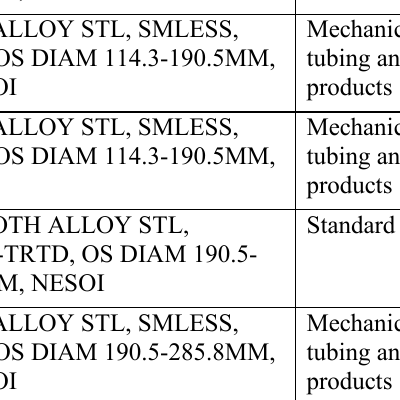 ALLOY STL, SMLESS,
OS DIAM 114.3-190.5MM,
OI
Mechanic
tubing an
products
ALLOY STL, SMLESS,
OS DIAM 114.3-190.5MM,
Mechanic
tubing an
products
OTH ALLOY STL,
-TRTD, OS DIAM 190.5-
M, NESOI
Standard
ALLOY STL, SMLESS,
OS DIAM 190.5-285.8MM,
OI
Mechanic
tubing an
products